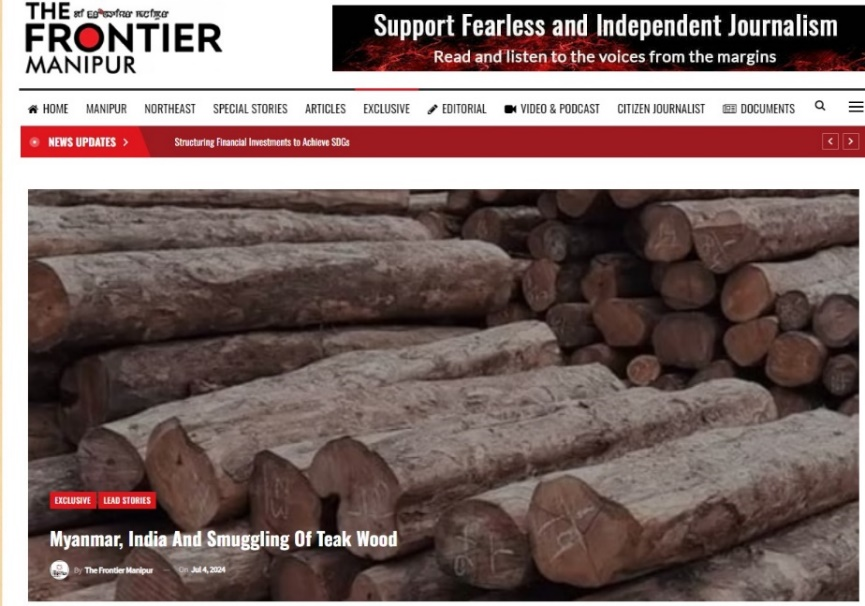 THE
FRONTIER
MANIPUR
Support Fearless and Independent Journalism
Read and listen to the voices from the margins
HOME MANIPUR NORTHEAST SPECIAL STORIES ARTICLES EXCLUSIVE EDITORIAL VIDEO & PODCAST CITIZEN JOURNALIST DOCUMENTS
NEWS UPDATES > Structuring Financial Investments to Achieve SDGs
EXCLUSIVE LEAD STORIES
Myanmar, India And Smuggling Of Teak Wood
By The Frontier Manipur — On Jul 4, 2024